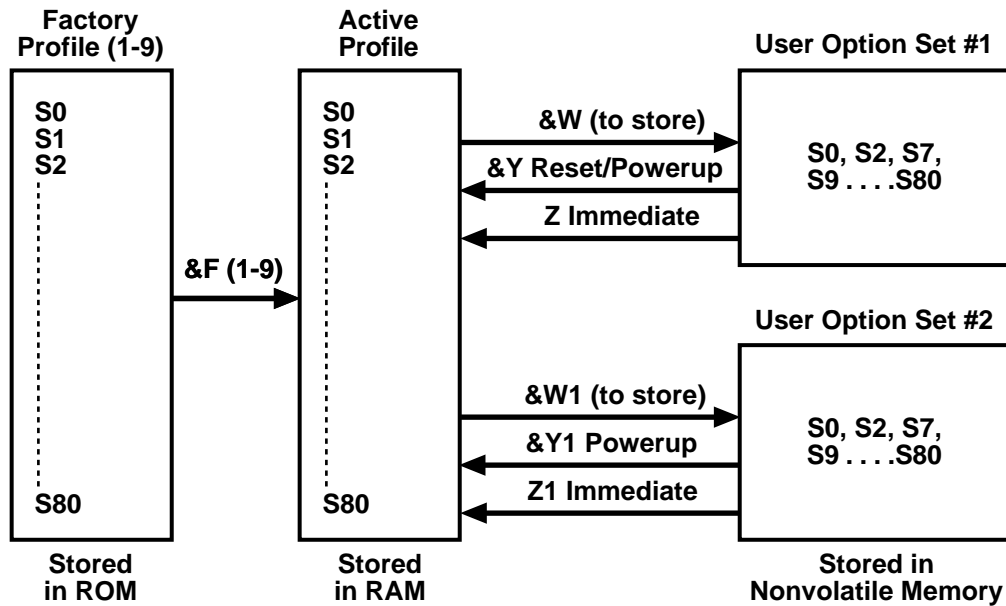 Factory
Profile (1-9)
S0
S1
S2
S80
Stored
in ROM
&F (1-9)
Active
Profile
S0
S1
S2
S80
Stored
in RAM
&W (to store)
&Y Reset/Powerup
Z Immediate
&W1 (to store)
&Y1 Powerup
Z1 Immediate
User Option Set #1
S0, S2, S7,
S9 . . . .S80
User Option Set #2
S0, S2, S7,
S9 . . . .S80
Stored in
Nonvolatile Memory